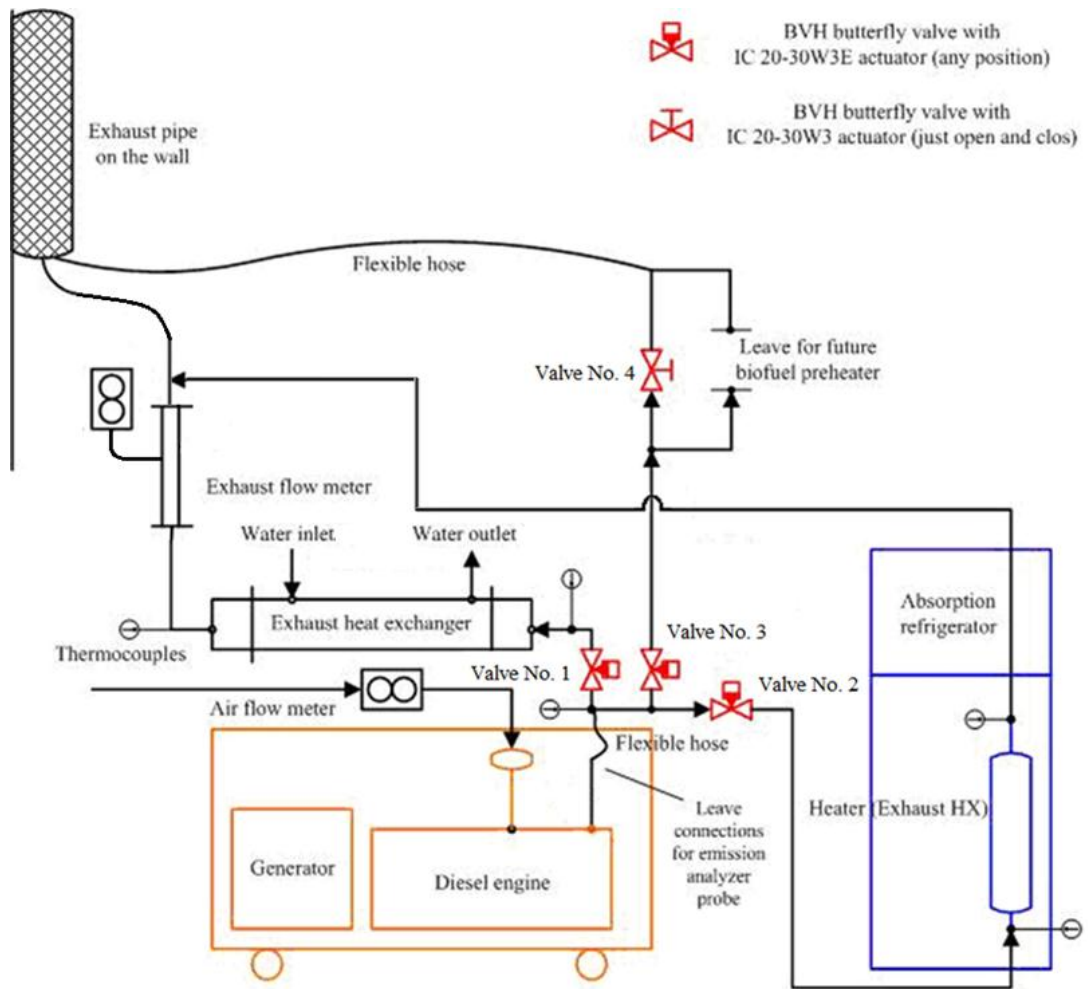 BVH butterfly valve with
IC 20-30W3E actuator (any position)
BVH butterfly valve with
IC 20-30W3 actuator (just open and clos)
Exhaust pipe
on the wall
Flexible hose
Valve No. 4
Leave for future
biofuel preheater
Exhaust flow meter
Water inlet
Water outlet
Absorption
refrigerator
Exhaust heat exchanger
Valve No. 3
Thermocouples
Valve No. 1
Valve No. 2
Air flow meter
Flexible hose
Heater (Exhaust HX)
Leave
connections
for emission
analyzer
probe
Generator
Diesel engine